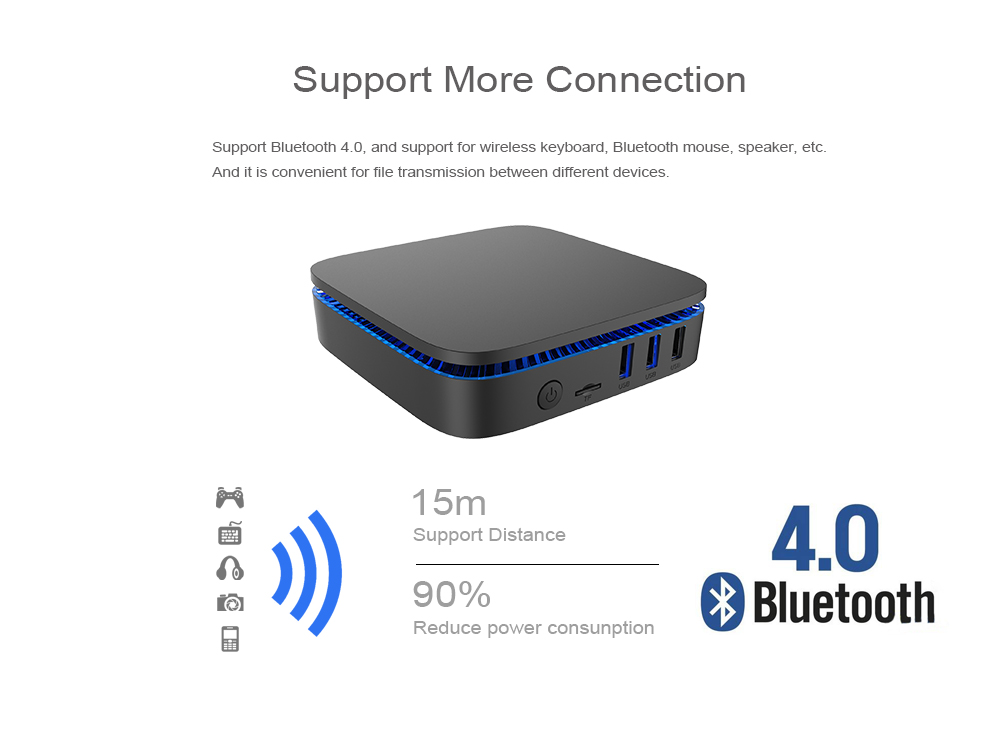 Support More Connection
Support Bluetooth 4.0, and support for wireless keyboard, Bluetooth mouse, speaker, etc.
And it is convenient for file transmission between different devices.
TF
USB
USB
USB
15m
Support Distance
90%
Reduce power consunption
4.0
Bluetooth